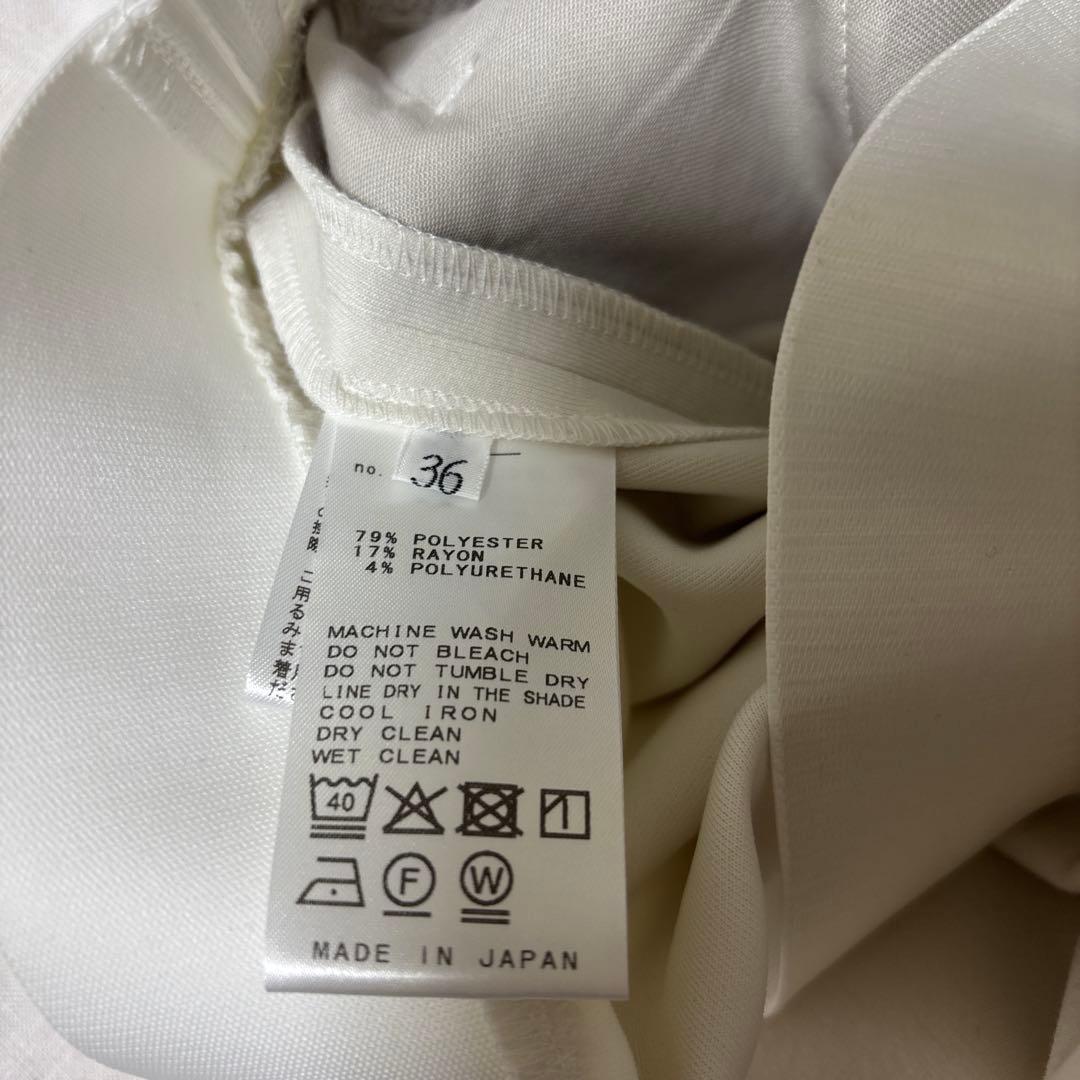 no. 36
79% POLYESTER
17% RAYON
4% POLYURETHANE
MACHINE WASH WARM
DO NOT BLEACH
DO NOT TUMBLE DRY
LINE DRY IN THE SHADE
COOL IRON
DRY CLEAN
WET CLEAN
40
F
W
MADE IN JAPAN